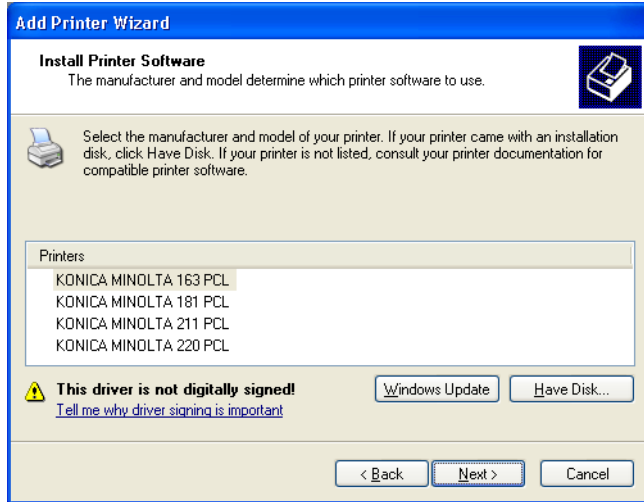 Add Printer Wizard
Install Printer Software
The manufacturer and model determine which printer software to use.
Select the manufacturer and model of your printer. If your printer came with an installation
disk, click Have Disk. If your printer is not listed, consult your printer documentation for
compatible printer software.
Printers
KONICA MINOLTA 163 PCL
KONICA MINOLTA 181 PCL
KONICA MINOLTA 211 PCL
KONICA MINOLTA 220 PCL
This driver is not digitally signed!
Tell me why driver signing is important
Windows Update
Have Disk...
< Back
Next >
Cancel